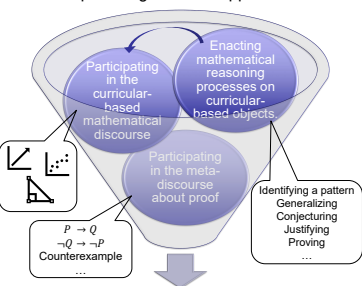 Enacting
mathematical
reasoning
processes on
curricular-
based objects.
Participating
in the
curricular-
based
mathematical
discourse
Participating
in the meta-
discourse
about proof
Identifying a pattern
Generalizing
Conjecturing
Justifying
Proving
…
P → Q
¬Q → ¬P
Counterexample
…